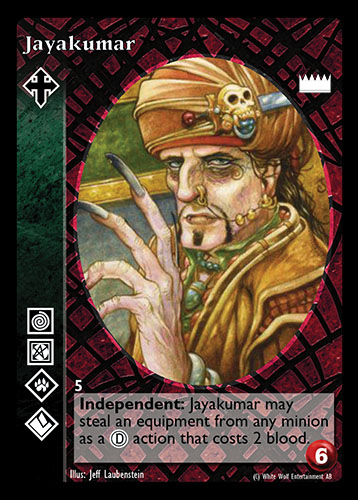 Jayakumar
5
Independent: Jayakumar may
steal an equipment from any minion
as a D action that costs 2 blood.
6
Illus: Jeff Laubenstein
(C) White Wolf Entertainment AB